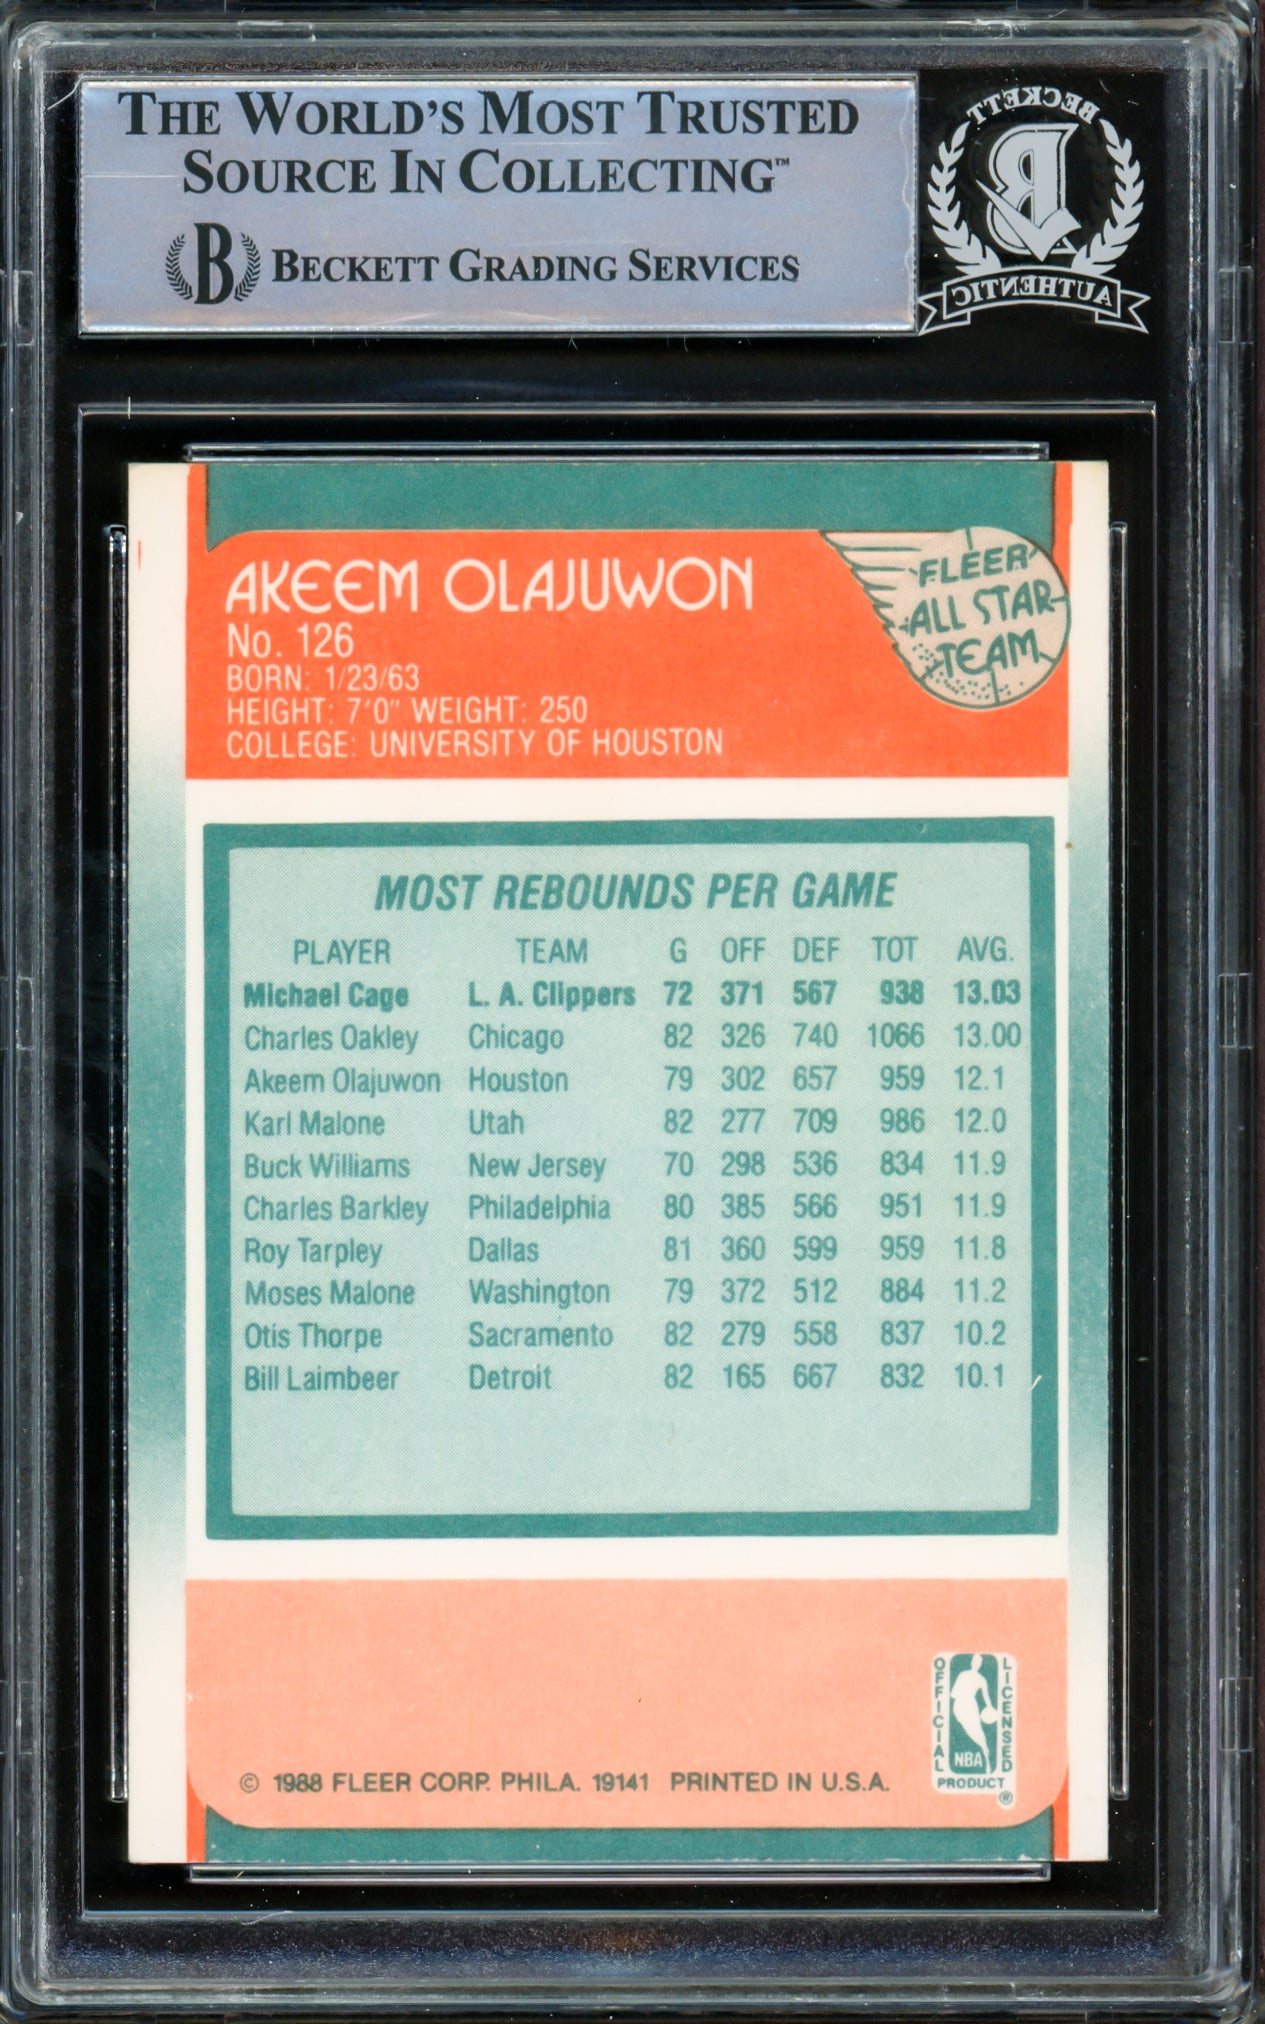 THE WORLD'S MOST TRUSTED
SOURCE IN COLLECTING™
B BECKETT GRADING SERVICES
BECKETT
B
AUTHENTIC
AKEEM OLAJUWON
No. 126
BORN: 1/23/63
HEIGHT: 7'0" WEIGHT: 250
COLLEGE: UNIVERSITY OF HOUSTON
FLEER
ALL STAR
TEAM
MOST REBOUNDS PER GAME
PLAYER TEAM G OFF DEF TOT AVG.
Michael Cage L. A. Clippers 72 371 567 938 13.03
Charles Oakley Chicago 82 326 740 1066 13.00
Akeem Olajuwon Houston 79 302 657 959 12.1
Karl Malone Utah 82 277 709 986 12.0
Buck Williams New Jersey 70 298 536 834 11.9
Charles Barkley Philadelphia 80 385 566 951 11.9
Roy Tarpley Dallas 81 360 599 959 11.8
Moses Malone Washington 79 372 512 884 11.2
Otis Thorpe Sacramento 82 279 558 837 10.2
Bill Laimbeer Detroit 82 165 667 832 10.1
© 1988 FLEER CORP. PHILA. 19141 PRINTED IN U.S.A.
OFFICIAL
NBA
LICENSED
PRODUCT
®